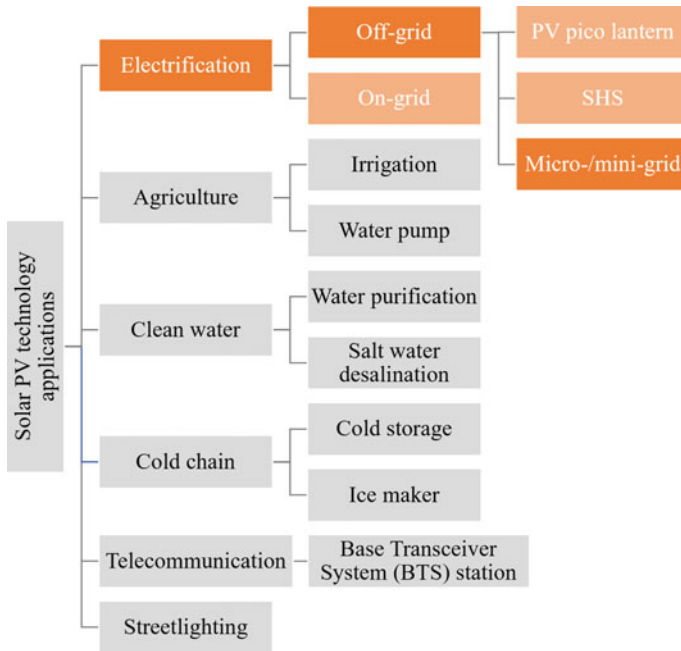 Solar PV technology
applications
Electrification
Off-grid
PV pico lantern
On-grid
SHS
Micro-/mini-grid
Agriculture
Irrigation
Water pump
Clean water
Water purification
Salt water
desalination
Cold chain
Cold storage
Ice maker
Telecommunication
Base Transceiver
System (BTS) station
Streetlighting